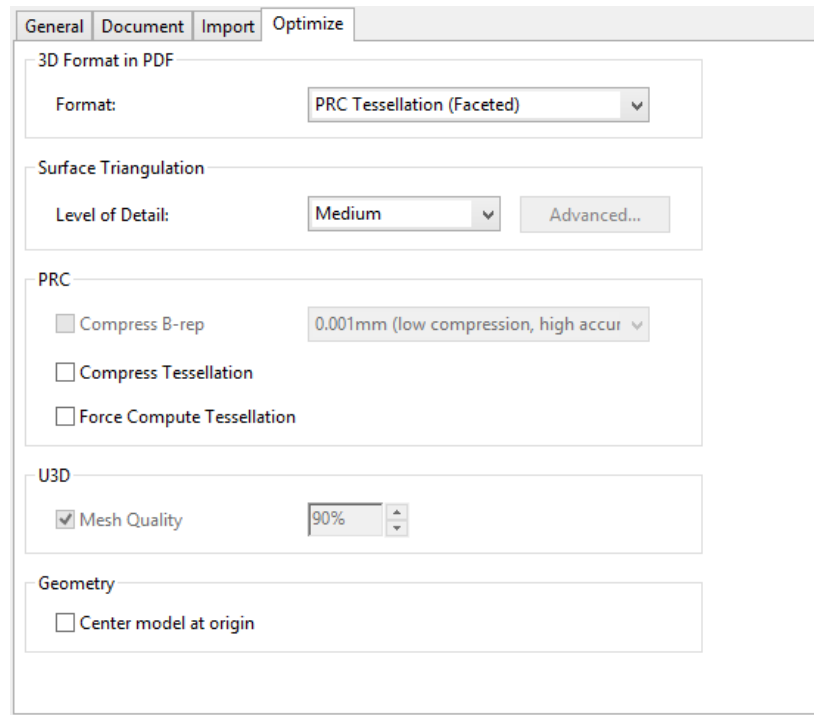 General Document Import Optimize
3D Format in PDF
Format: PRC Tessellation (Faceted)
Surface Triangulation
Level of Detail: Medium Advanced...
PRC
Compress B-rep 0.001mm (low compression, high accur
Compress Tessellation
Force Compute Tessellation
U3D
Mesh Quality 90%
Geometry
Center model at origin